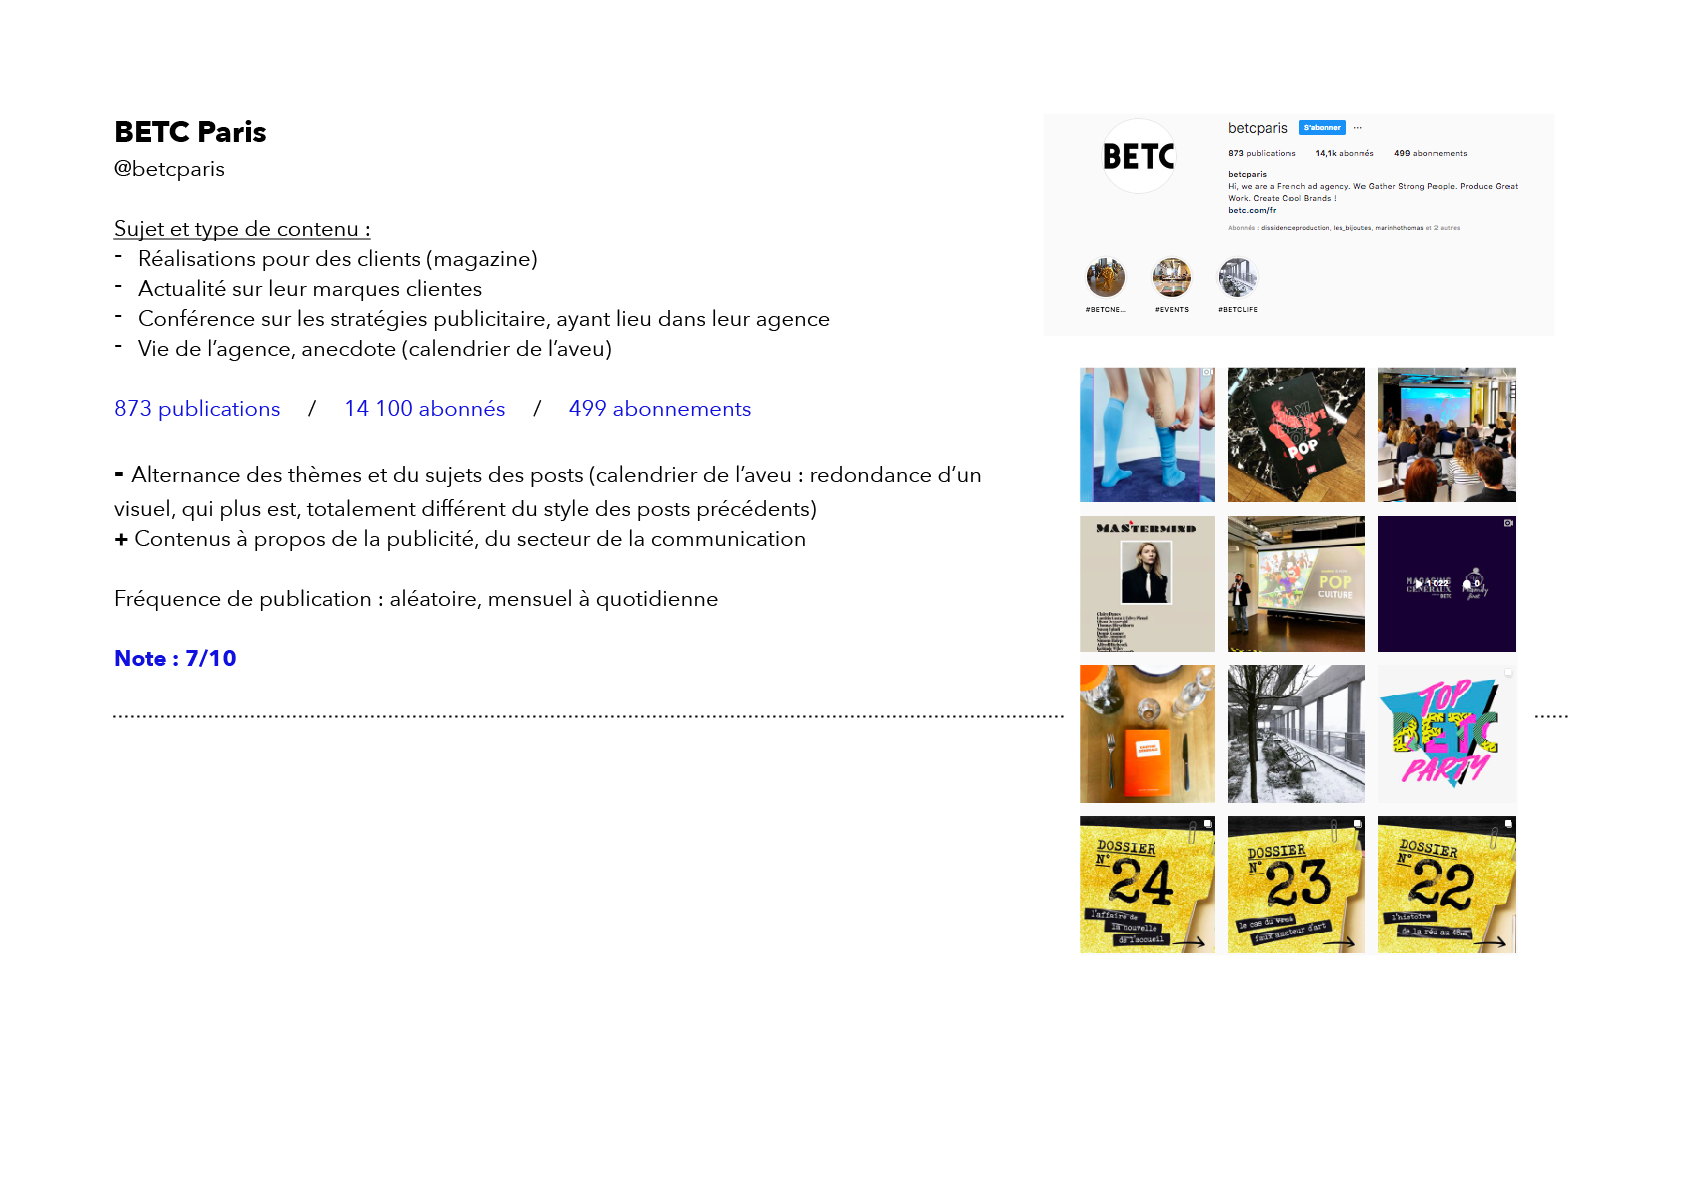 BETC Paris
@betcparis
Sujet et type de contenu :
- Réalisations pour des clients (magazine)
- Actualité sur leur marques clientes
- Conférence sur les stratégies publicitaire, ayant lieu dans leur agence
- Vie de l’agence, anecdote (calendrier de l’aveu)
873 publications / 14 100 abonnés / 499 abonnements
- Alternance des thèmes et du sujets des posts (calendrier de l’aveu : redondance d’un
visuel, qui plus est, totalement différent du style des posts précédents)
+ Contenus à propos de la publicité, du secteur de la communication
Fréquence de publication : aléatoire, mensuel à quotidienne
Note : 7/10
BETC
betcparis S'abonner ...
873 publications 14,1k abonnés 499 abonnements
betcparis
Hi, we are a French ad agency. We Gather Strong People. Produce Great
Work. Create Cool Brands !
betc.com/fr
Abonnés : dissidenceproduction, les_bijoutes, marinhothomas et 2 autres
#BETCNE... #EVENTS #BETCLIFE
POP
MASTERMIND
POP
CULTURE
MAGASINS
GÉNÉRAUX
BETC
TOP
BETC
PARTY
DOSSIER
N° 24
l'affaire de
la nouvelle
de l'accueil
DOSSIER
N° 23
le cas du
faux auteur d'art
DOSSIER
N° 22
l'histoire
de la réu au